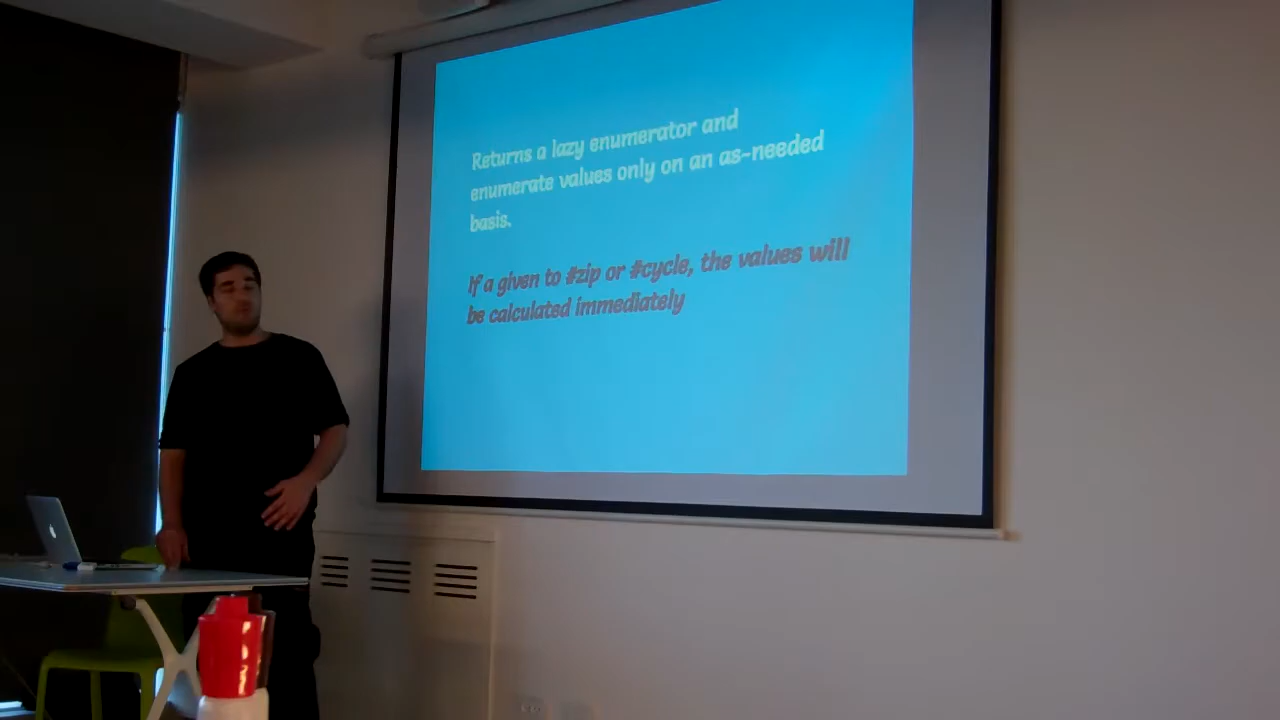 Returns a lazy enumerator and
enumerate values only on an as-needed
basis.
If a given to #zip or #cycle, the values will
be calculated immediately